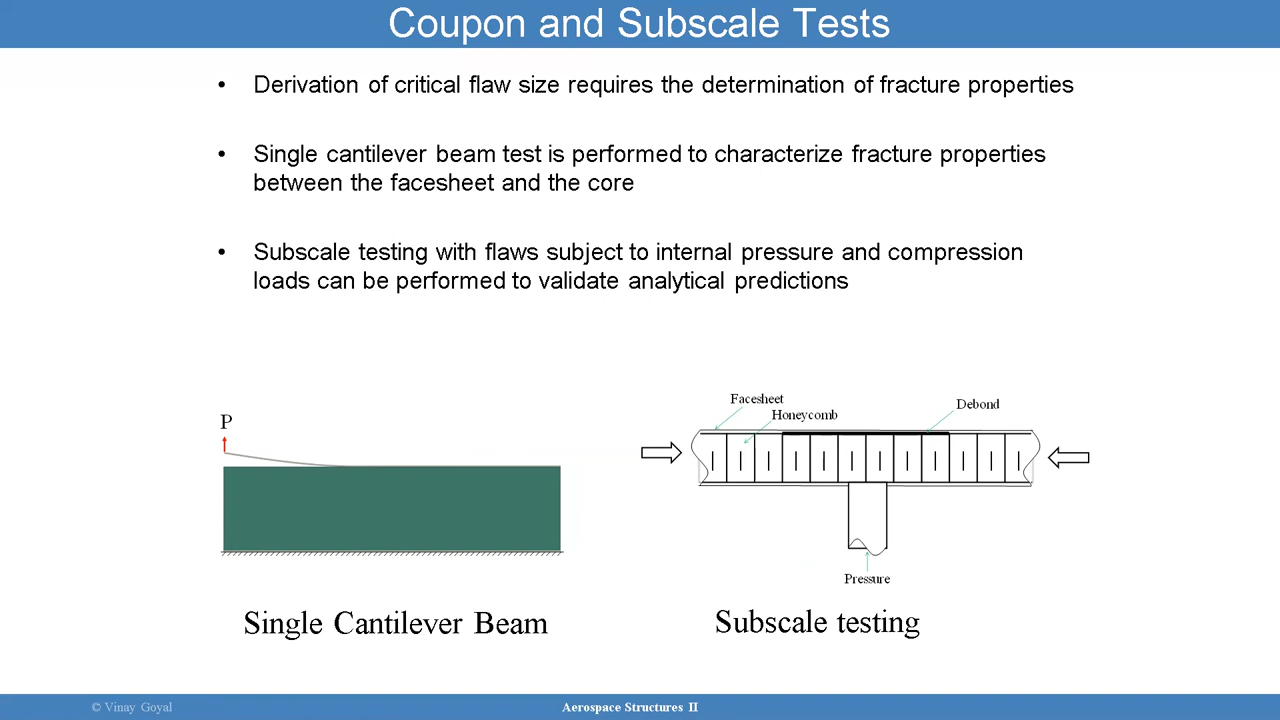 Coupon and Subscale Tests
• Derivation of critical flaw size requires the determination of fracture properties
• Single cantilever beam test is performed to characterize fracture properties
between the facesheet and the core
• Subscale testing with flaws subject to internal pressure and compression
loads can be performed to validate analytical predictions
P
Facesheet
Honeycomb
Debond
Pressure
Single Cantilever Beam
Subscale testing
© Vinay Goyal
Aerospace Structures II